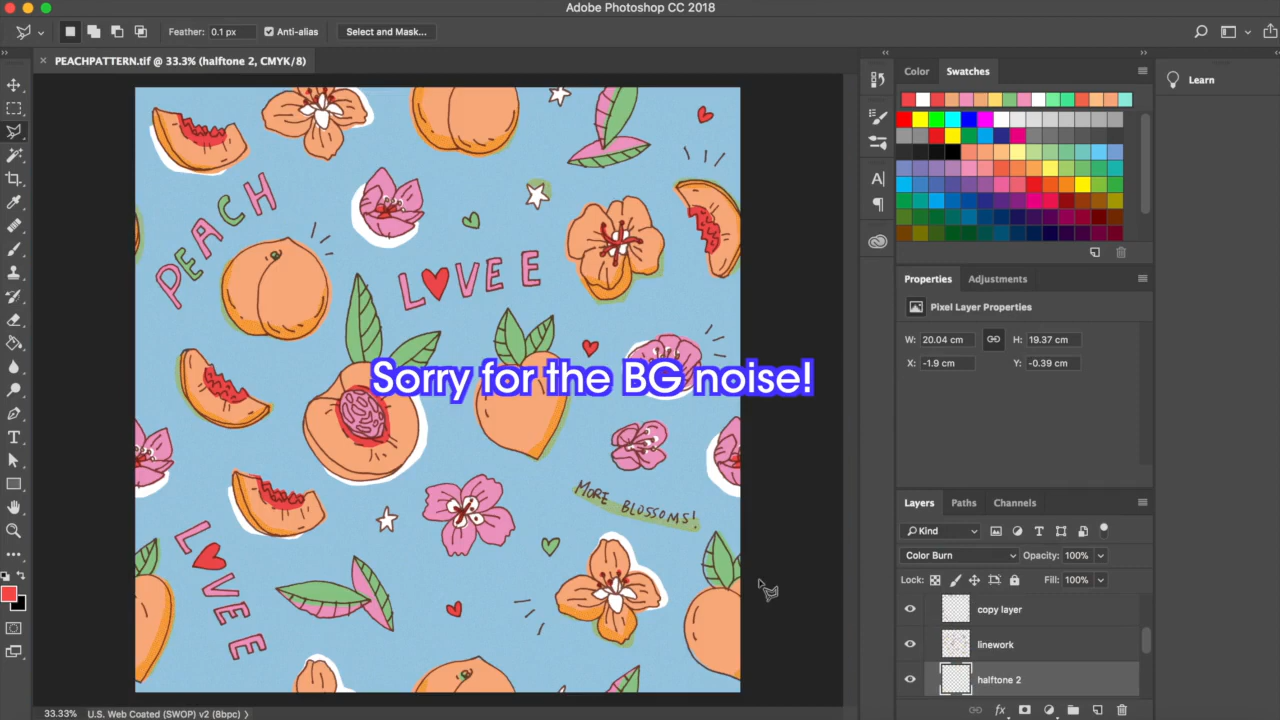 Adobe Photoshop CC 2018
Feather: 0.1 px
Anti-alias
Select and Mask...
× PEACHPATTERN.tif @ 33.3% (halftone 2, CMYK/8)
Color Swatches
Learn
PEACH
LOVE E
Properties Adjustments
Pixel Layer Properties
W: 20.04 cm H: 19.37 cm
X: -1.9 cm Y: -0.39 cm
Sorry for the BG noise!
MORE BLOSSOMS!
L VEE
Layers Paths Channels
Kind
Color Burn Opacity: 100%
Lock: Fill: 100%
copy layer
linework
halftone 2
33.33% U.S. Web Coated (SWOP) v2 (8bpc)